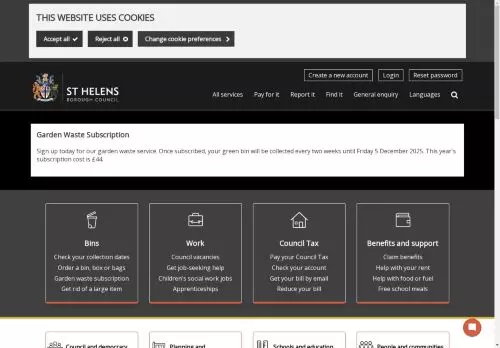 THIS WEBSITE USES COOKIES
Accept all
Reject all
Change cookie preferences
Create a new account
Login
Reset password
ST HELENS
BOROUGH COUNCIL
All services
Pay for it
Report it
Find it
General enquiry
Languages
Garden Waste Subscription
Sign up today for our garden waste service. Once subscribed, your green bin will be collected every two weeks until Friday 5 December 2025. This year's
subscription cost is £44.
Bins
Check your collection dates
Order a bin, box or bags
Garden waste subscription
Get rid of a large item
Work
Council vacancies
Get job-seeking help
Children's social work jobs
Apprenticeships
Council Tax
Pay your Council Tax
Check your account
Get your bill by email
Reduce your bill
Benefits and support
Claim benefits
Help with your rent
Help with food or fuel
Free school meals
Council and democracy
Planning and
Schools and education
People and communities